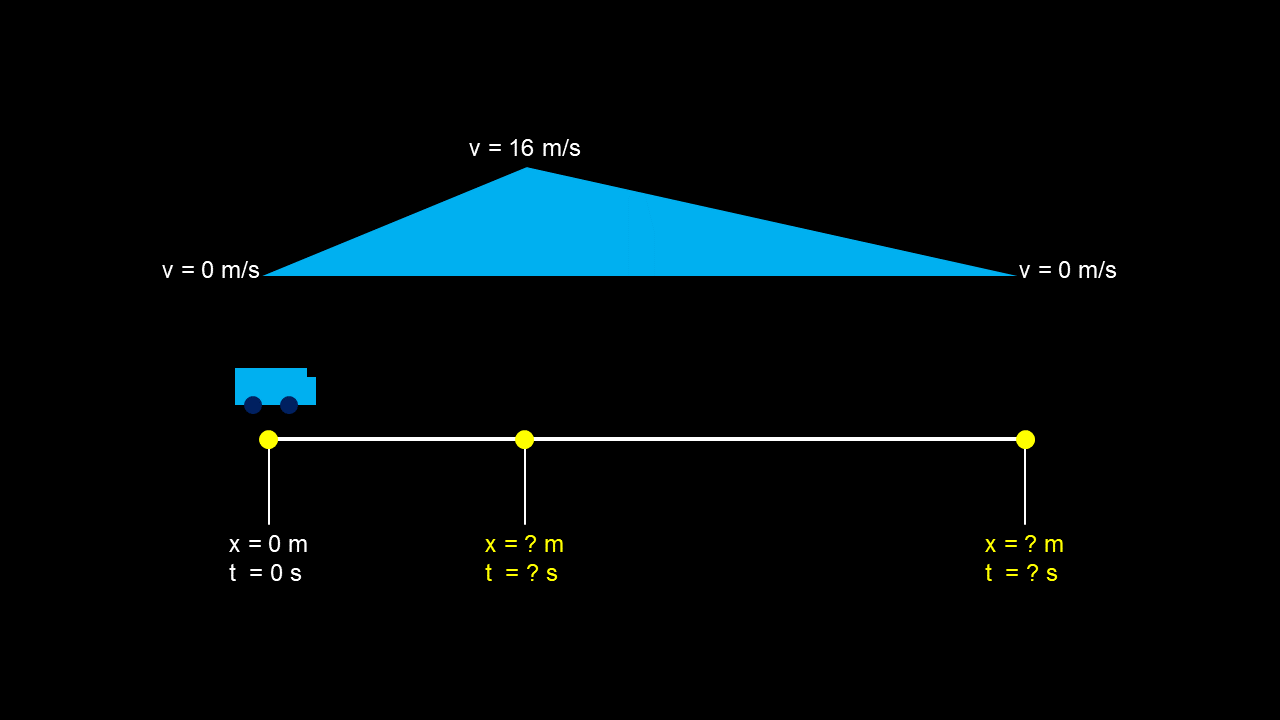 v = 16 m/s
v = 0 m/s
v = 0 m/s
x = 0 m
t  = 0 s
x = ? m
t  = ? s
x = ? m
t  = ? s